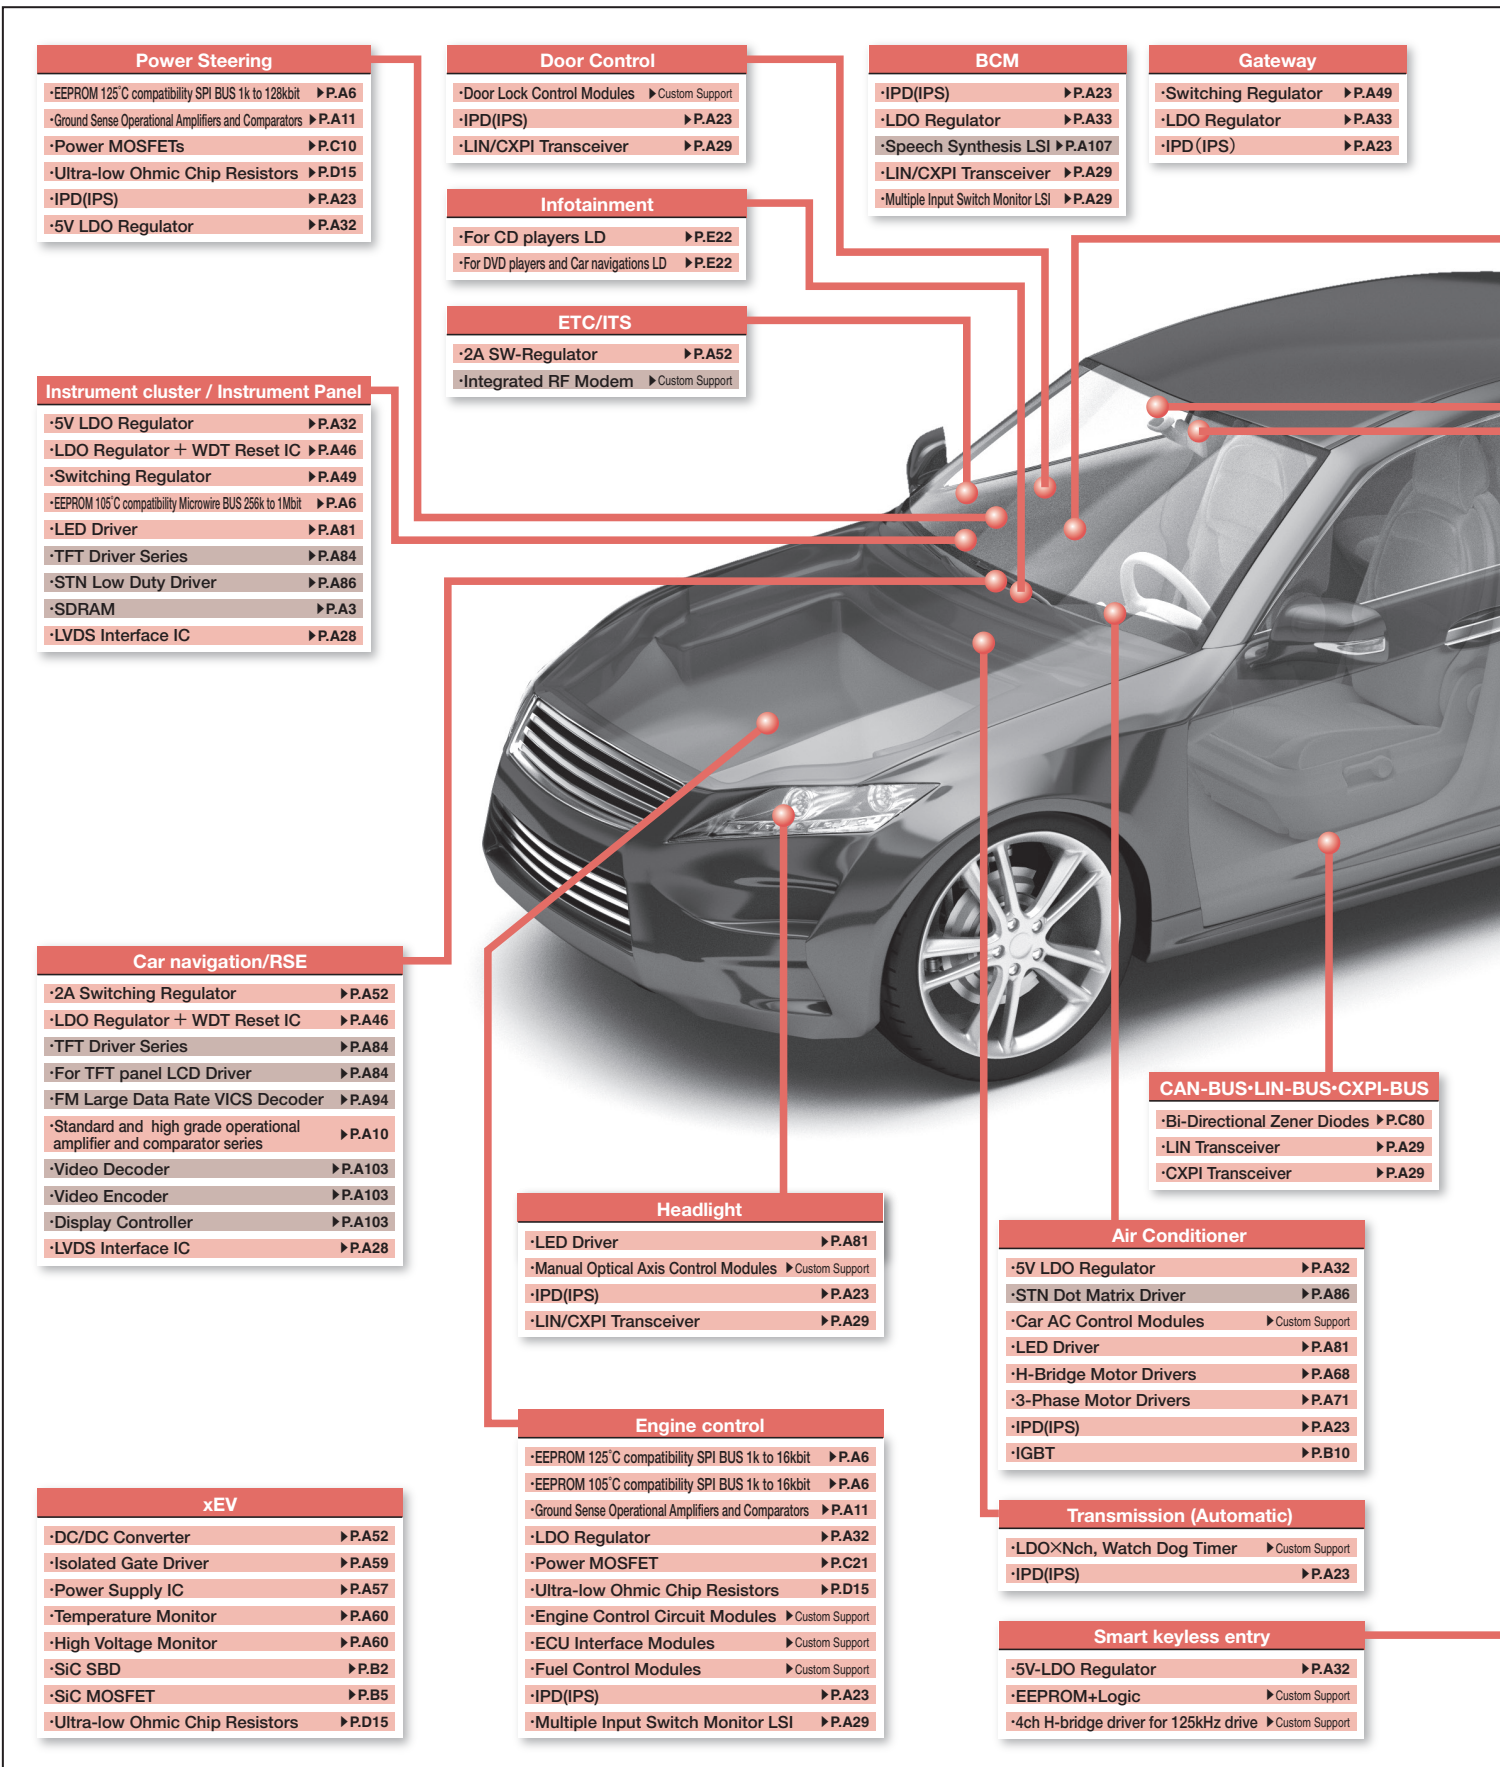 Power Steering
·EEPROM 125°C compatibility SPI BUS 1k to 128kbit ▶P.A6
·Ground Sense Operational Amplifiers and Comparators ▶P.A11
·Power MOSFETs ▶P.C10
·Ultra-low Ohmic Chip Resistors ▶P.D15
·IPD(IPS) ▶P.A23
·5V LDO Regulator ▶P.A32
Door Control
·Door Lock Control Modules ▶Custom Support
·IPD(IPS) ▶P.A23
·LIN/CXPI Transceiver ▶P.A29
BCM
·IPD(IPS) ▶P.A23
·LDO Regulator ▶P.A33
·Speech Synthesis LSI ▶P.A107
·LIN/CXPI Transceiver ▶P.A29
·Multiple Input Switch Monitor LSI ▶P.A29
Gateway
·Switching Regulator ▶P.A49
·LDO Regulator ▶P.A33
·IPD(IPS) ▶P.A23
Infotainment
·For CD players LD ▶P.E22
·For DVD players and Car navigations LD ▶P.E22
ETC/ITS
·2A SW-Regulator ▶P.A52
·Integrated RF Modem ▶Custom Support
Instrument cluster / Instrument Panel
·5V LDO Regulator ▶P.A32
·LDO Regulator + WDT Reset IC ▶P.A46
·Switching Regulator ▶P.A49
·EEPROM 105°C compatibility Microwire BUS 256k to 1Mbit ▶P.A6
·LED Driver ▶P.A81
·TFT Driver Series ▶P.A84
·STN Low Duty Driver ▶P.A86
·SDRAM ▶P.A3
·LVDS Interface IC ▶P.A28
Car navigation/RSE
·2A Switching Regulator ▶P.A52
·LDO Regulator + WDT Reset IC ▶P.A46
·TFT Driver Series ▶P.A84
·For TFT panel LCD Driver ▶P.A84
·FM Large Data Rate VICS Decoder ▶P.A94
·Standard and high grade operational
amplifier and comparator series ▶P.A10
·Video Decoder ▶P.A103
·Video Encoder ▶P.A103
·Display Controller ▶P.A103
·LVDS Interface IC ▶P.A28
CAN-BUS·LIN-BUS·CXPI-BUS
·Bi-Directional Zener Diodes ▶P.C80
·LIN Transceiver ▶P.A29
·CXPI Transceiver ▶P.A29
Headlight
·LED Driver ▶P.A81
·Manual Optical Axis Control Modules ▶Custom Support
·IPD(IPS) ▶P.A23
·LIN/CXPI Transceiver ▶P.A29
Air Conditioner
·5V LDO Regulator ▶P.A32
·STN Dot Matrix Driver ▶P.A86
·Car AC Control Modules ▶Custom Support
·LED Driver ▶P.A81
·H-Bridge Motor Drivers ▶P.A68
·3-Phase Motor Drivers ▶P.A71
·IPD(IPS) ▶P.A23
·IGBT ▶P.B10
Engine control
·EEPROM 125°C compatibility SPI BUS 1k to 16kbit ▶P.A6
·EEPROM 105°C compatibility SPI BUS 1k to 16kbit ▶P.A6
·Ground Sense Operational Amplifiers and Comparators ▶P.A11
·LDO Regulator ▶P.A32
·Power MOSFET ▶P.C21
·Ultra-low Ohmic Chip Resistors ▶P.D15
·Engine Control Circuit Modules ▶Custom Support
·ECU Interface Modules ▶Custom Support
·Fuel Control Modules ▶Custom Support
·IPD(IPS) ▶P.A23
·Multiple Input Switch Monitor LSI ▶P.A29
xEV
·DC/DC Converter ▶P.A52
·Isolated Gate Driver ▶P.A59
·Power Supply IC ▶P.A57
·Temperature Monitor ▶P.A60
·High Voltage Monitor ▶P.A60
·SiC SBD ▶P.B2
·SiC MOSFET ▶P.B5
·Ultra-low Ohmic Chip Resistors ▶P.D15
Transmission (Automatic)
·LDO×Nch, Watch Dog Timer ▶Custom Support
·IPD(IPS) ▶P.A23
Smart keyless entry
·5V-LDO Regulator ▶P.A32
·EEPROM+Logic ▶Custom Support
·4ch H-bridge driver for 125kHz drive ▶Custom Support